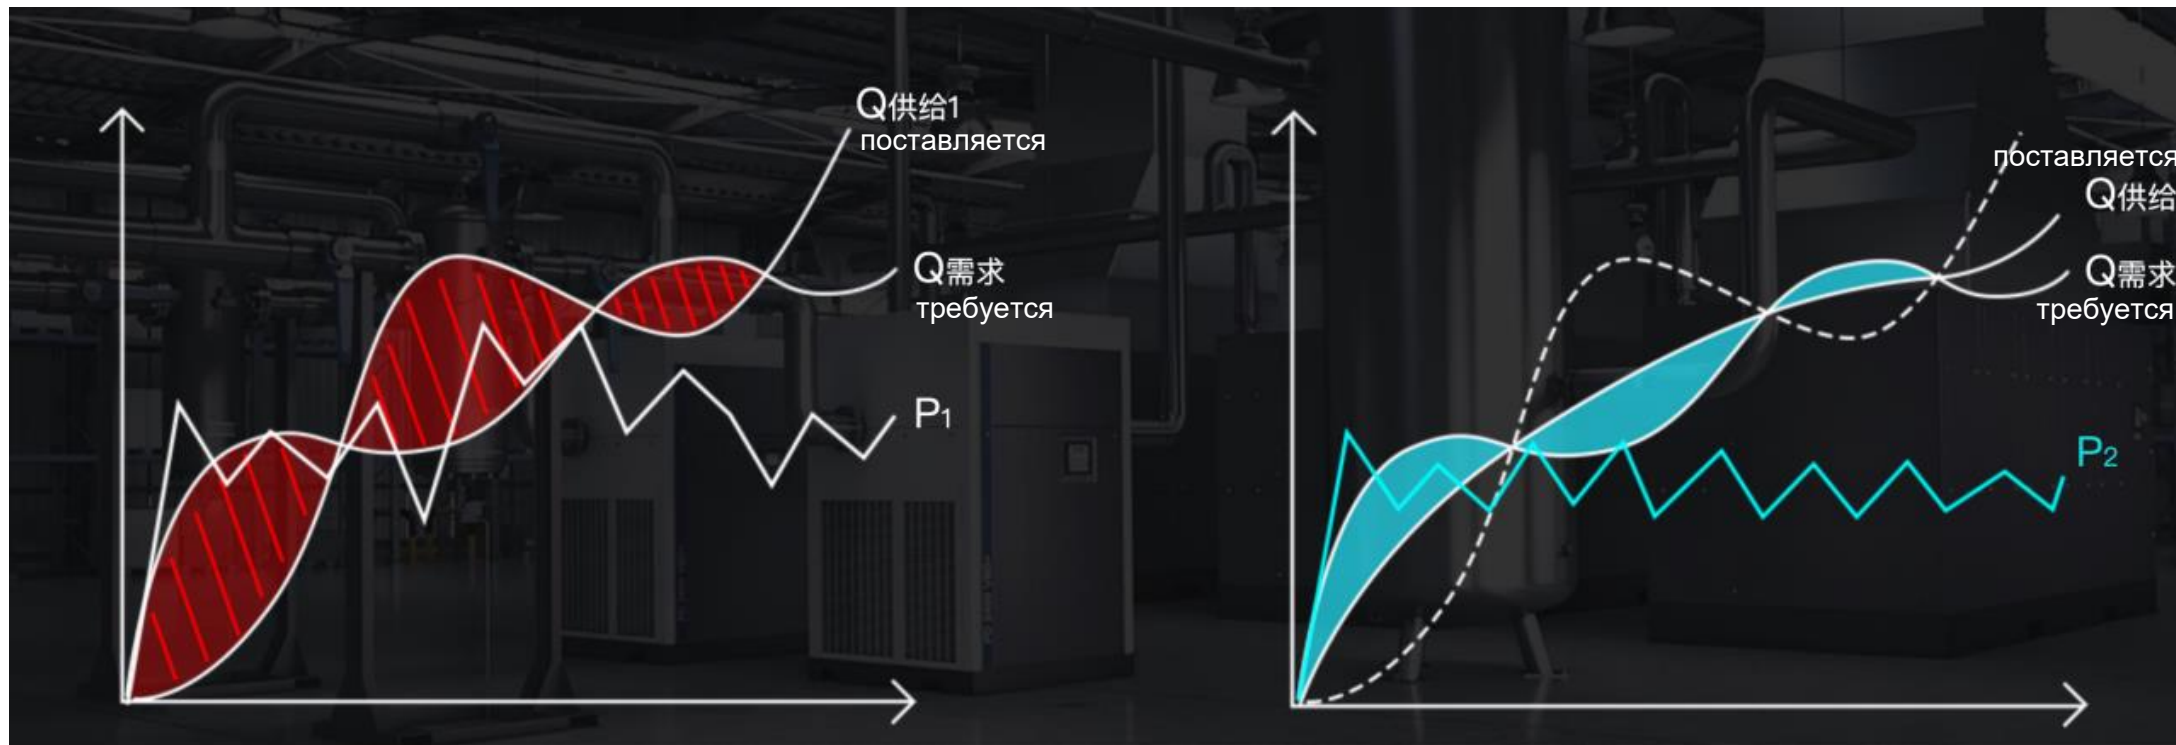 Q供给1
поставляется
Q需求
требуется
P1
поставляется
Q供给
Q需求
требуется
P2